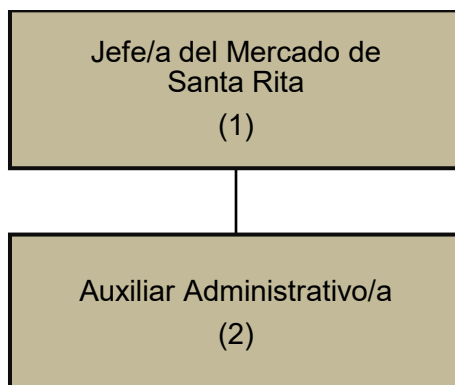 Jefe/a del Mercado de
Santa Rita
(1)
Auxiliar Administrativo/a
(2)